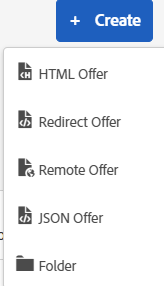 + Create
HTML Offer
Redirect Offer
Remote Offer
JSON Offer
Folder